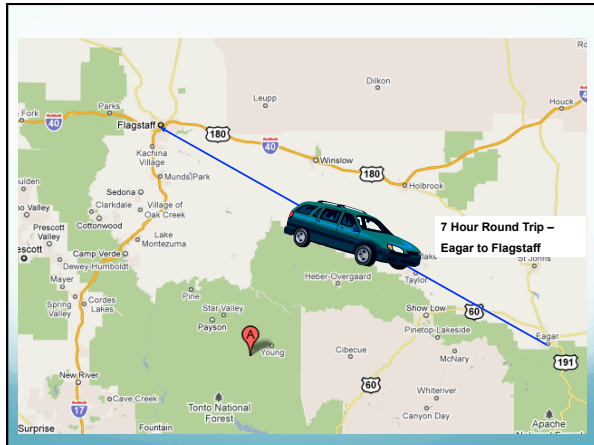 Dilkon
Leupp
Houck
Fork
Parks
40
Flagstaff
180
40
40
Kachina
Village
Winslow
180
Munds Park
Holbrook
Sedona
Clarkdale
Village of
Oak Creek
Valley
Cottonwood
Prescott
Valley
Lake
Montezuma
7 Hour Round Trip –
Eagar to Flagstaff
Camp Verde
Dewey-Humboldt
St Johns
Taylor
Heber-Overgaard
Mayer
Pine
Spring
Valley
Cordes
Lakes
Star Valley
Payson
Show Low
60
Pinetop-Lakeside
Eagar
A
Young
Cibecue
McNary
191
New River
60
Whiteriver
17
Cave Creek
Tonto National
Forest
Canyon Day
Apache
Surprise
Fountain